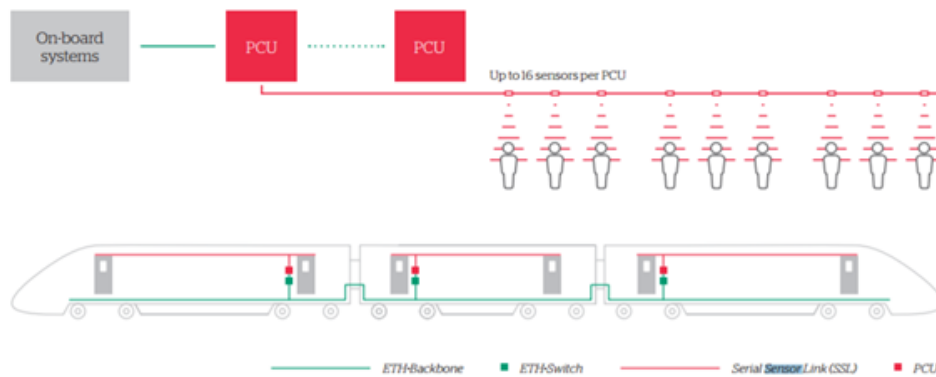 On-board
systems
PCU
PCU
Up to 16 sensors per PCU
ETH-Backbone
ETH-Switch
Serial Sensor Link (SSL)
PCU